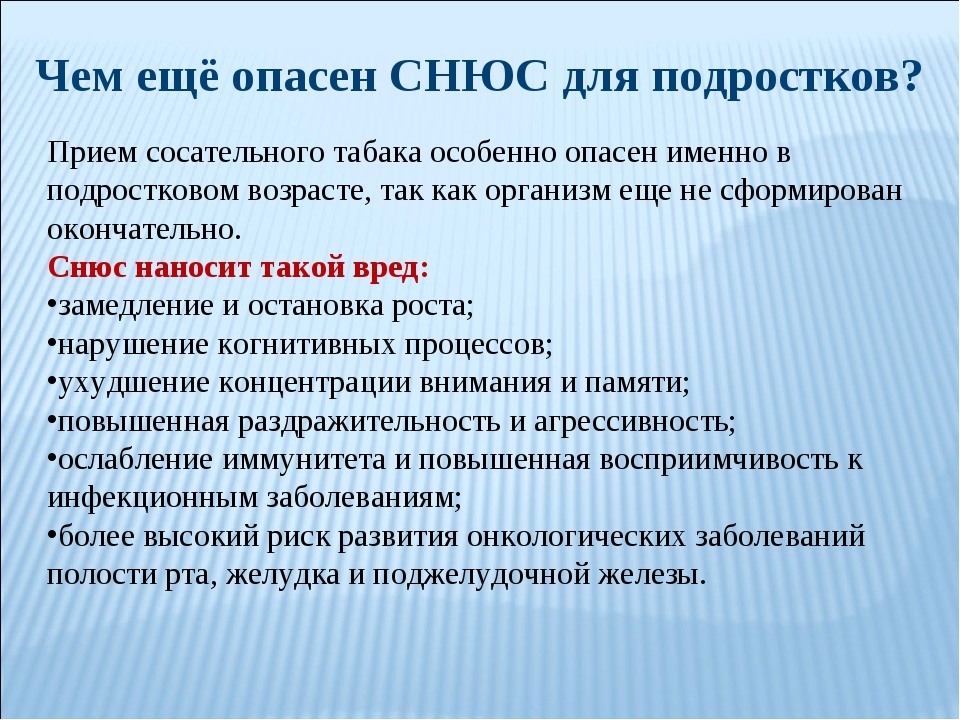 Чем ещё опасен СНЮС для подростков?
Прием сосательного табака особенно опасен именно в
подростковом возрасте, так как организм еще не сформирован
окончательно.
Снюс наносит такой вред:
•замедление и остановка роста;
•нарушение когнитивных процессов;
•ухудшение концентрации внимания и памяти;
•повышенная раздражительность и агрессивность;
•ослабление иммунитета и повышенная восприимчивость к
инфекционным заболеваниям;
•более высокий риск развития онкологических заболеваний
полости рта, желудка и поджелудочной железы.